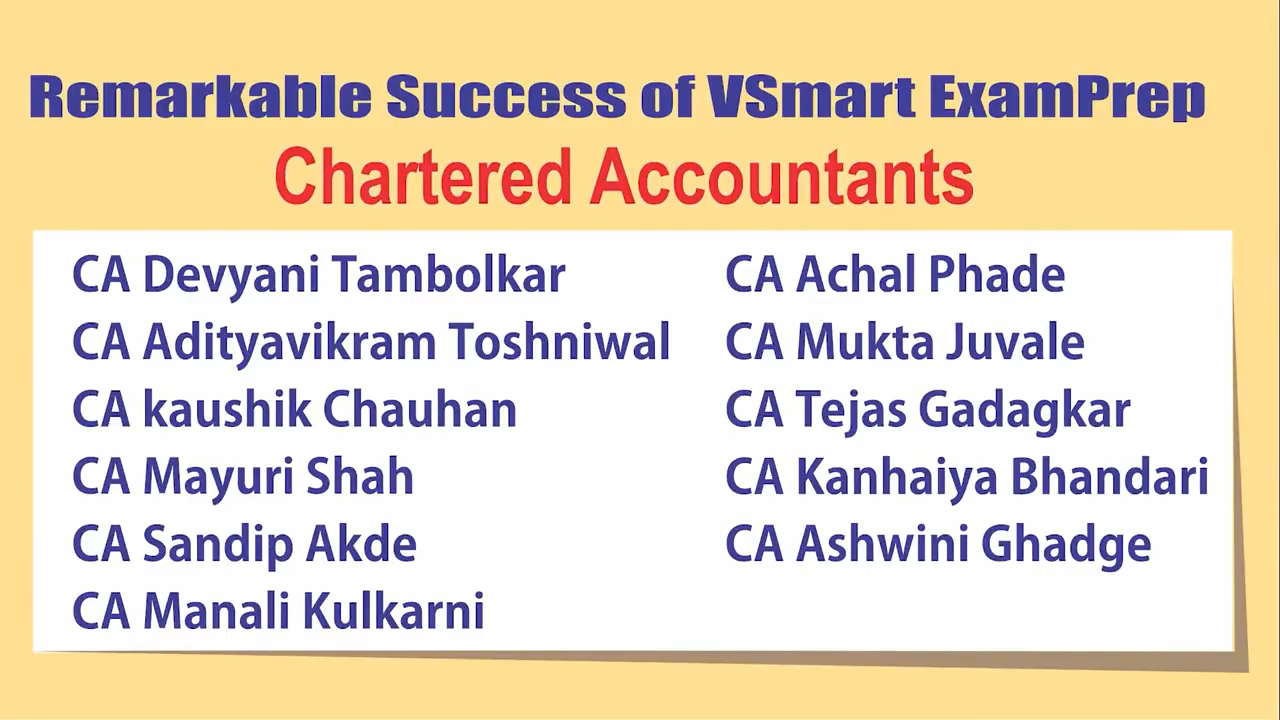 Remarkable Success of VSmart ExamPrep
Chartered Accountants
CA Devyani Tambolkar
CA Adityavikram Toshniwal
CA kaushik Chauhan
CA Mayuri Shah
CA Sandip Akde
CA Manali Kulkarni
CA Achal Phade
CA Mukta Juvale
CA Tejas Gadagkar
CA Kanhaiya Bhandari
CA Ashwini Ghadge